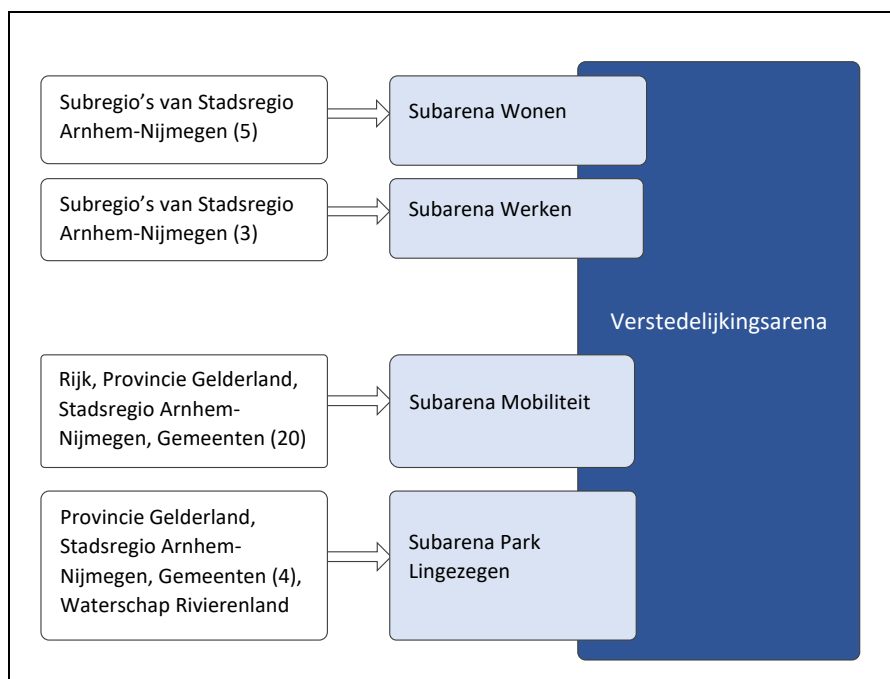 Subregio’s van Stadsregio
Arnhem-Nijmegen (5)
Subarena Wonen
Subregio’s van Stadsregio
Arnhem-Nijmegen (3)
Subarena Werken
Verstedelijkingsarena
Rijk, Provincie Gelderland,
Stadsregio Arnhem-
Nijmegen, Gemeenten (20)
Subarena Mobiliteit
Provincie Gelderland,
Stadsregio Arnhem-
Nijmegen, Gemeenten (4),
Waterschap Rivierenland
Subarena Park
Lingezegen